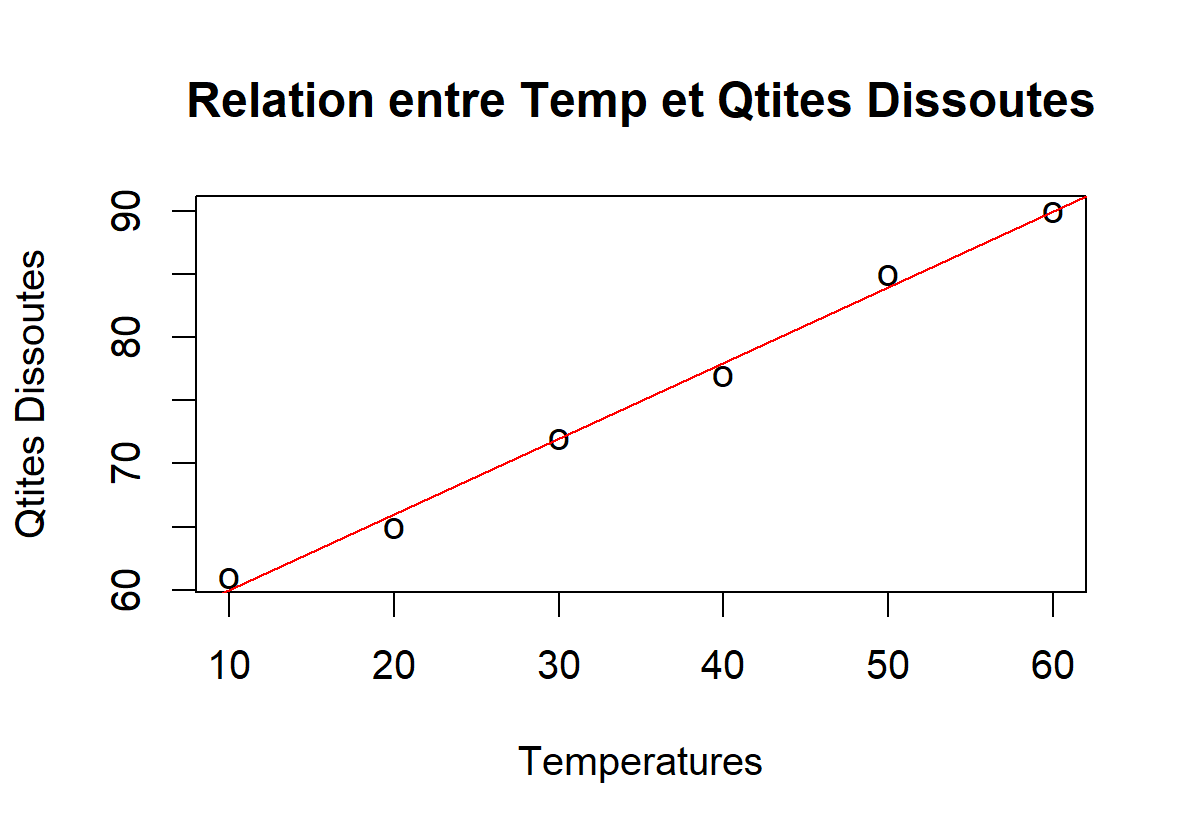 Relation entre Temp et Qtites Dissoutes
Qtites Dissoutes
90
80
70
60
10 20 30 40 50 60
Temperatures